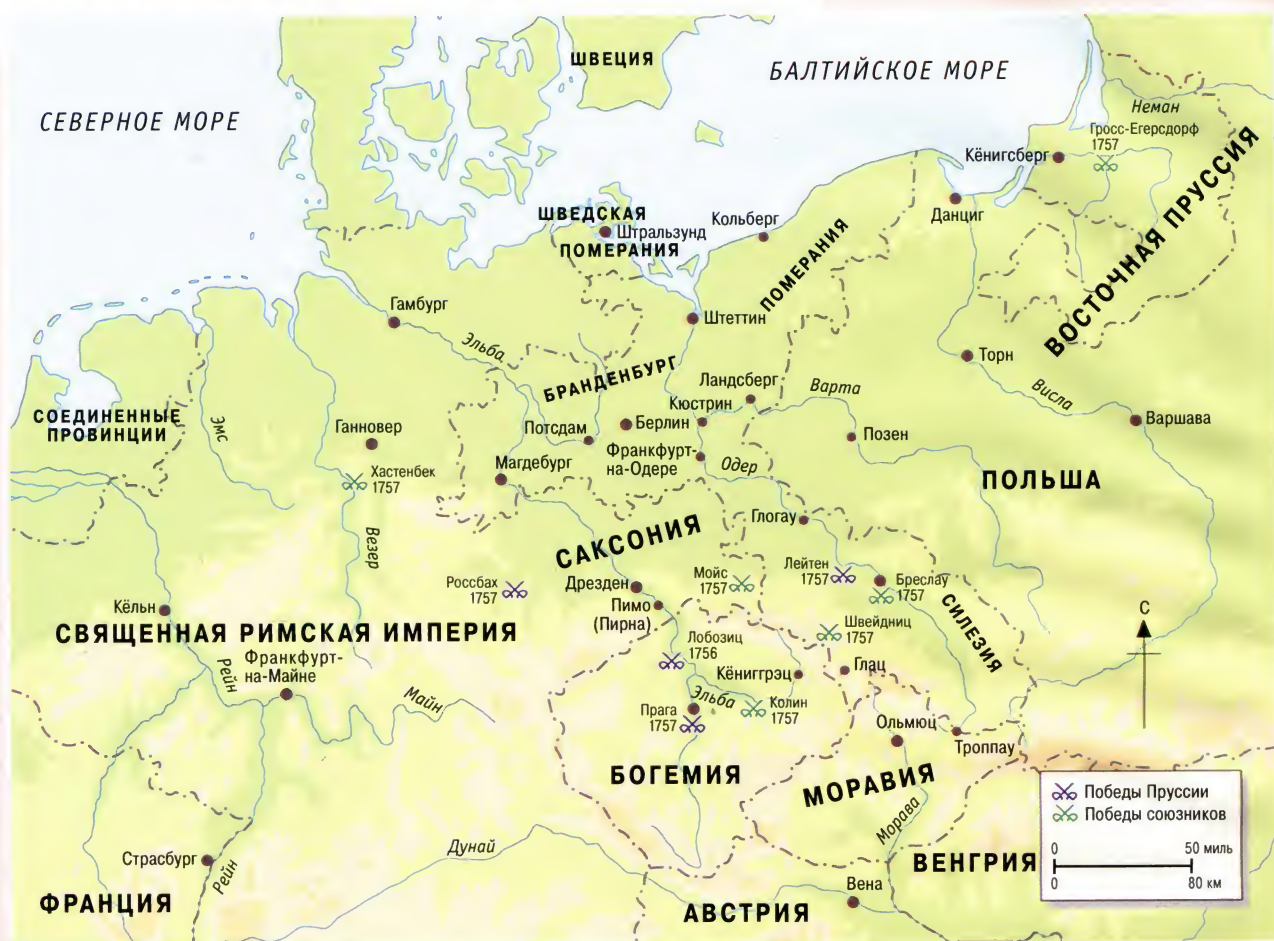 ШВЕЦИЯ
БАЛТИЙСКОЕ МОРЕ
СЕВЕРНОЕ МОРЕ
Неман
Гросс-Егерсдорф
1757
Кёнигсберг
ВОСТОЧНАЯ ПРУССИЯ
Данциг
ШВЕДСКАЯ
Штральзунд
ПОМЕРАНИЯ
Кольберг
ПОМЕРАНИЯ
Гамбург
Эльба
Штеттин
Торн
БРАНДЕНБУРГ
Ландсберг
Варта
Висла
Кюстрин
СОЕДИНЕННЫЕ
ПРОВИНЦИИ
Эмс
Ганновер
Потсдам
Берлин
Позен
Варшава
Франкфурт-
на-Одере
Одер
Хастенбек
1757
Магдебург
ПОЛЬША
Везер
САКСОНИЯ
Глогау
Россбах
1757
Дрезден
Мойс
1757
Лейтен
1757
Бреслау
1757
Кёльн
Пимо
(Пирна)
СИЛЕЗИЯ
С
СВЯЩЕННАЯ РИМСКАЯ ИМПЕРИЯ
Лобозиц
1756
Швейдниц
1757
Рейн
Франкфурт-
на-Майне
Кёниггрэц
Глац
Майн
Эльба
Прага
1757
Колин
1757
Ольмюц
Троппау
БОГЕМИЯ
МОРАВИЯ
Морава
Победы Пруссии
Победы союзников
0
50 миль
0
80 км
Дунай
Страсбург
Рейн
ВЕНГРИЯ
Вена
ФРАНЦИЯ
АВСТРИЯ